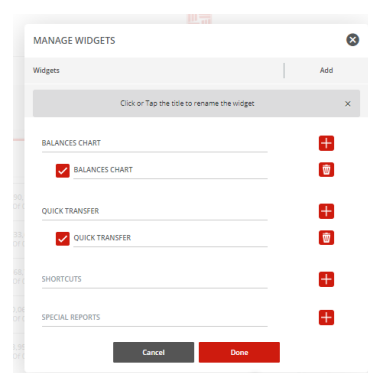 MANAGE WIDGETS
Widgets Add
Click or Tap the title to rename the widget
BALANCES CHART
BALANCES CHART
QUICK TRANSFER
QUICK TRANSFER
SHORTCUTS
SPECIAL REPORTS
Cancel Done